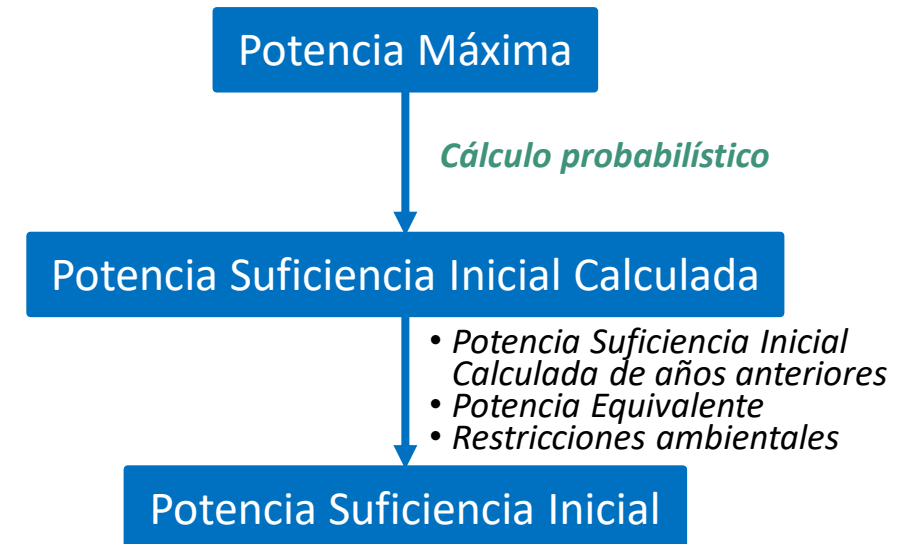 Potencia Máxima
Cálculo probabilístico
Potencia Suficiencia Inicial Calculada
• Potencia Suficiencia Inicial
Calculada de años anteriores
• Potencia Equivalente
• Restricciones ambientales
Potencia Suficiencia Inicial